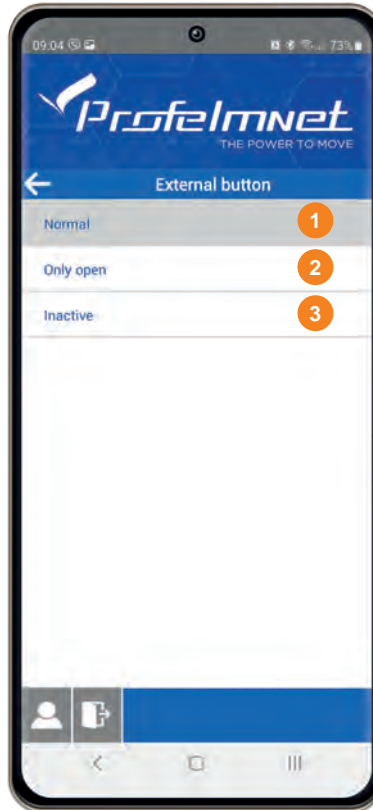 09:04
73%
Profelmnet
THE POWER TO MOVE
External button
Normal 1
Only open 2
Inactive 3